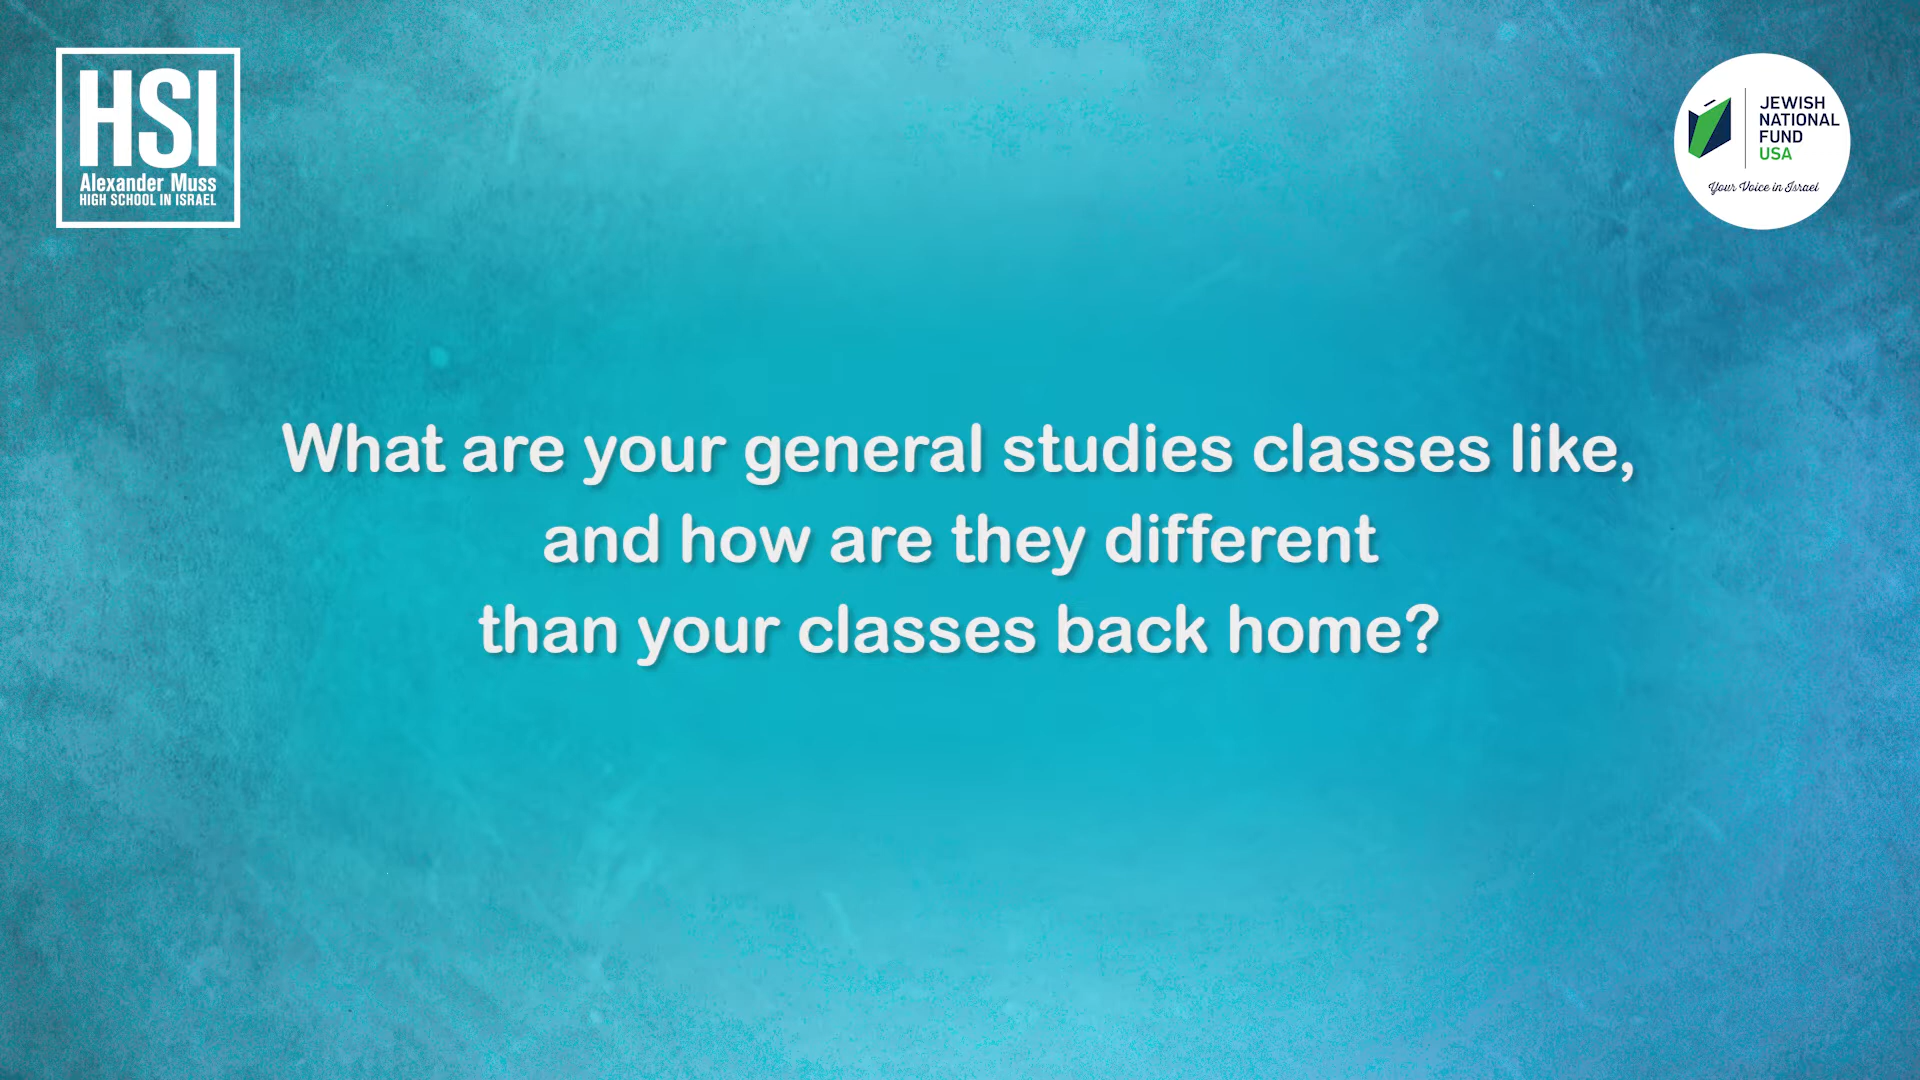 HSI
Alexander Muss
HIGH SCHOOL IN ISRAEL
JEWISH
NATIONAL
FUND
USA
Your Voice in Israel
What are your general studies classes like,
and how are they different
than your classes back home?